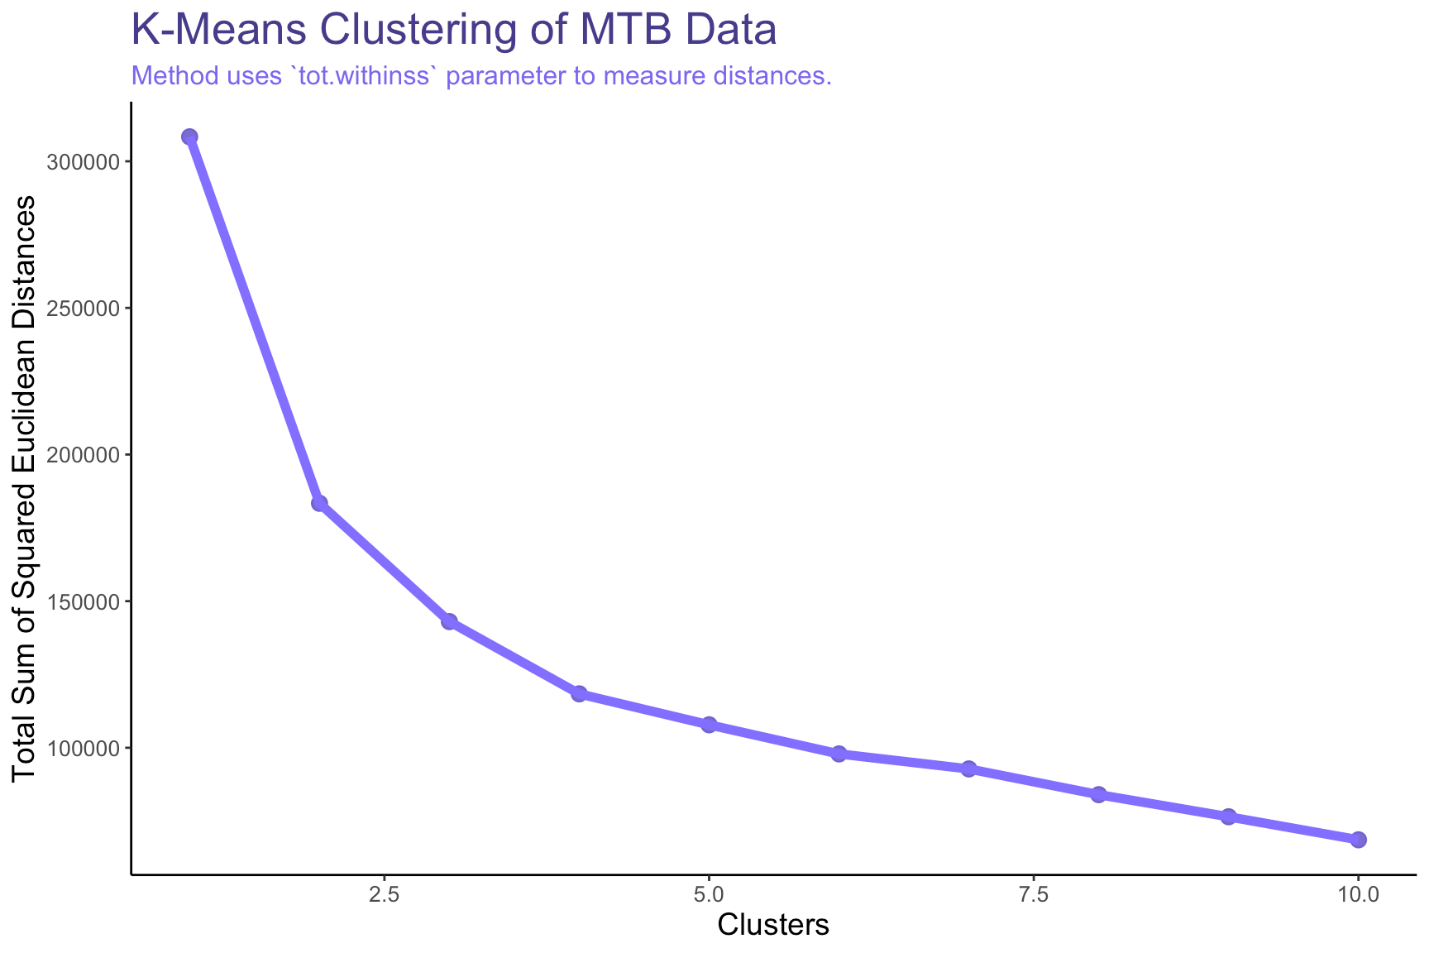 K-Means Clustering of MTB Data
Method uses `tot.withinss` parameter to measure distances.
Total Sum of Squared Euclidean Distances
300000
250000
200000
150000
100000
2.5
5.0
7.5
10.0
Clusters